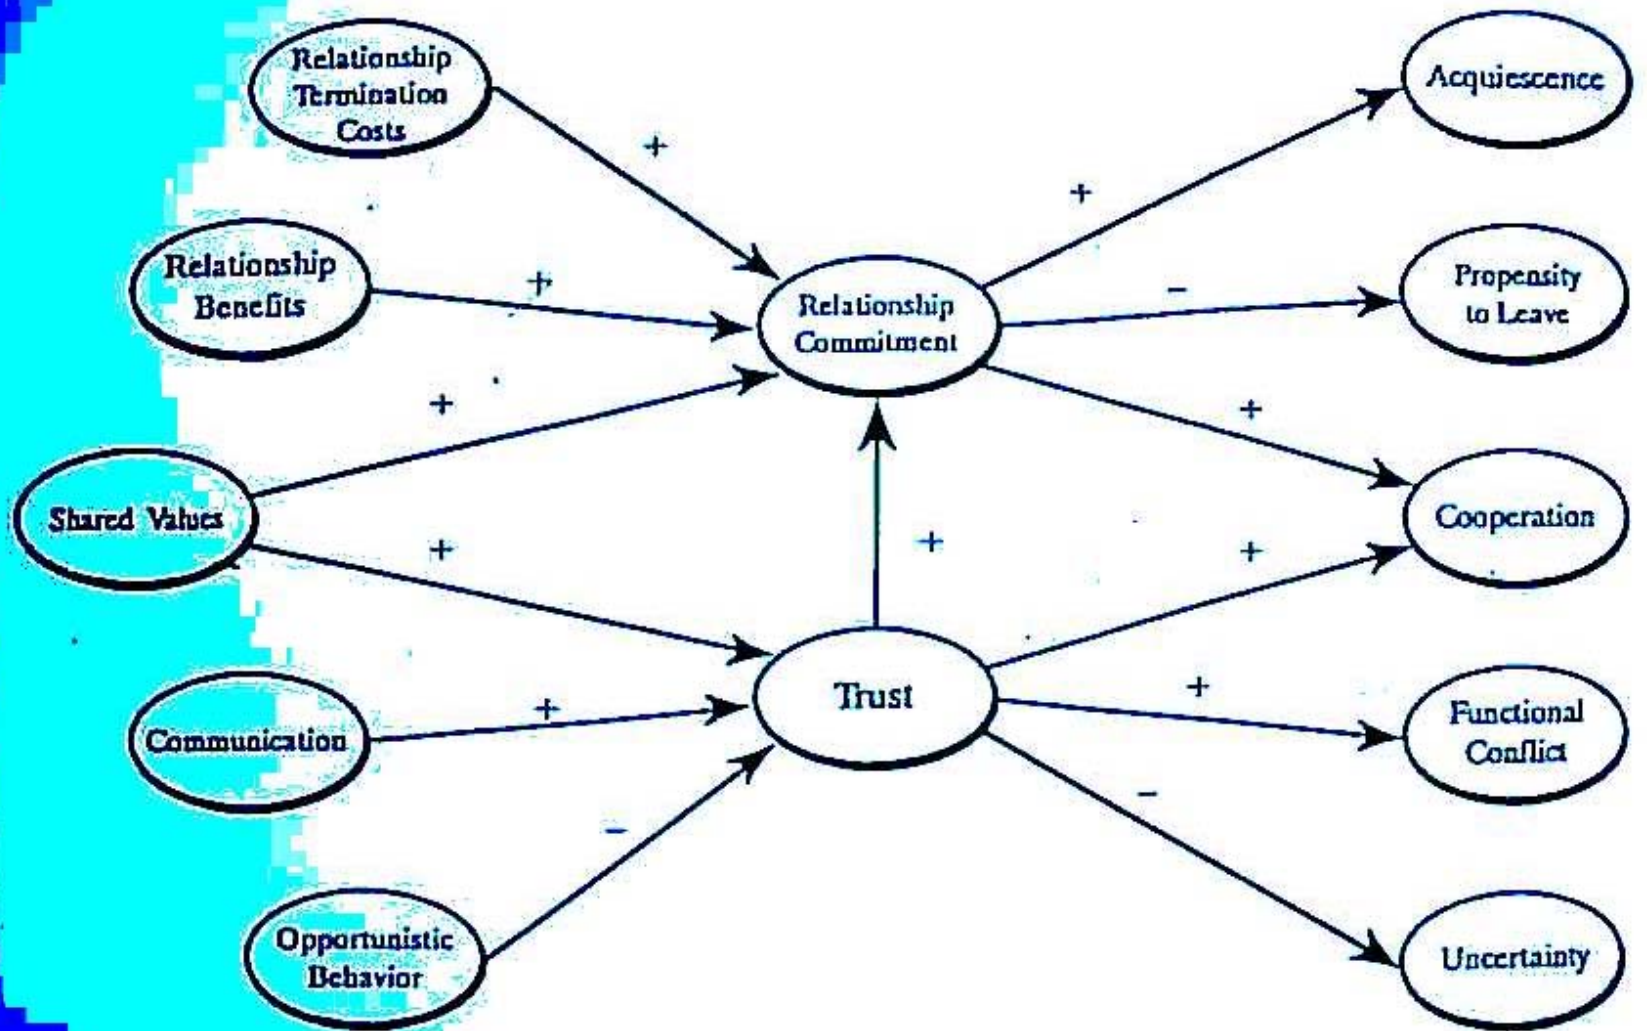 Relationship
Termination
Costs
+
Acquiescence
+
Relationship
Benefits
+
Relationship
Commitment
-
Propensity
to Leave
+
+
Shared Values
+
+
+
Cooperation
Communication
+
Trust
+
Functional
Conflict
-
-
Opportunistic
Behavior
Uncertainty